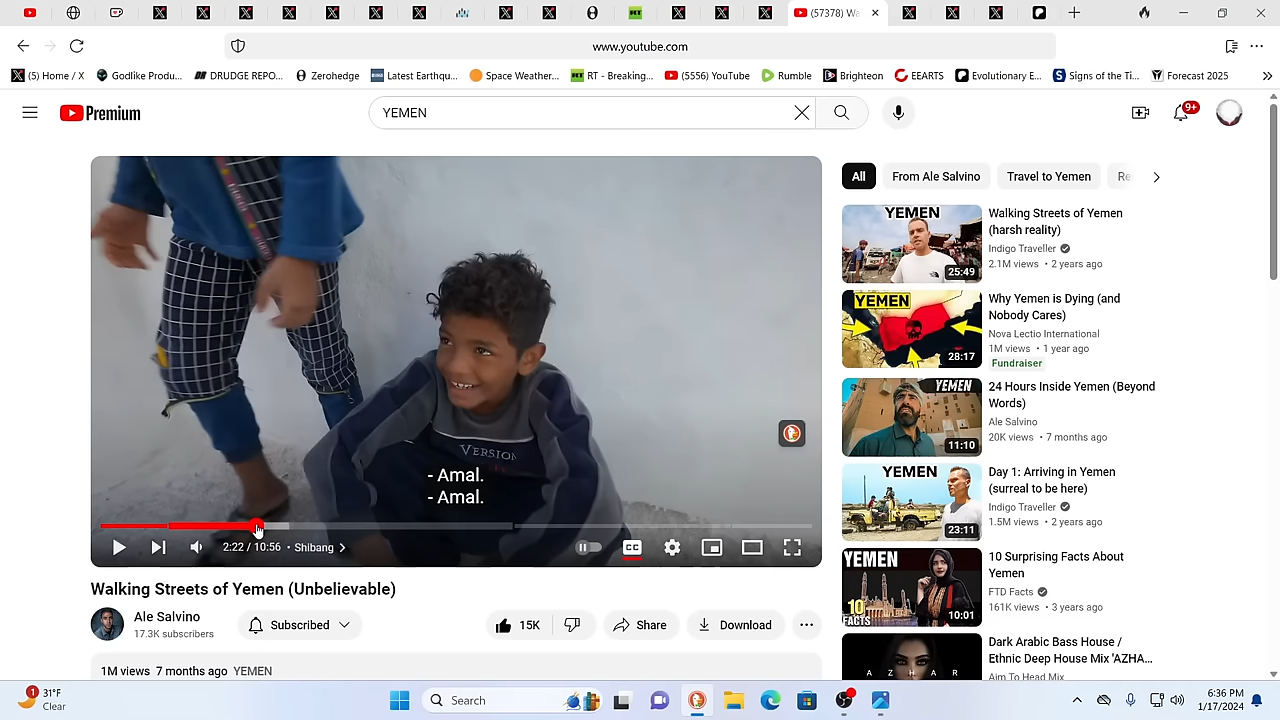 (57378) Wa
www.youtube.com
(5) Home / X
Godlike Produ...
DRUDGE REPO...
Zerohedge
Latest Earthqu...
Space Weather...
RT - Breaking...
(5556) YouTube
Rumble
Brighteon
EEARTS
Evolutionary E...
Signs of the Ti...
Forecast 2025
Premium
YEMEN
9+
VERSION
- Amal.
- Amal.
2:22 / 10:56 • Shibang
CC
Walking Streets of Yemen (Unbelievable)
Ale Salvino
17.3K subscribers
Subscribed
15K
Share
Download
1M views 7 months ago YEMEN
All
From Ale Salvino
Travel to Yemen
Re
YEMEN
25:49
Walking Streets of Yemen
(harsh reality)
Indigo Traveller
2.1M views • 2 years ago
YEMEN
28:17
Why Yemen is Dying (and
Nobody Cares)
Nova Lectio International
1M views • 1 year ago
Fundraiser
YEMEN
11:10
24 Hours Inside Yemen (Beyond
Words)
Ale Salvino
20K views • 7 months ago
YEMEN
23:11
Day 1: Arriving in Yemen
(surreal to be here)
Indigo Traveller
1.5M views • 2 years ago
YEMEN
10
FACTS
10:01
10 Surprising Facts About
Yemen
FTD Facts
161K views • 3 years ago
A Z H A R
Dark Arabic Bass House /
Ethnic Deep House Mix 'AZHA...
Aim To Head Mix
1
31°F
Clear
Search
6:36 PM
1/17/2024